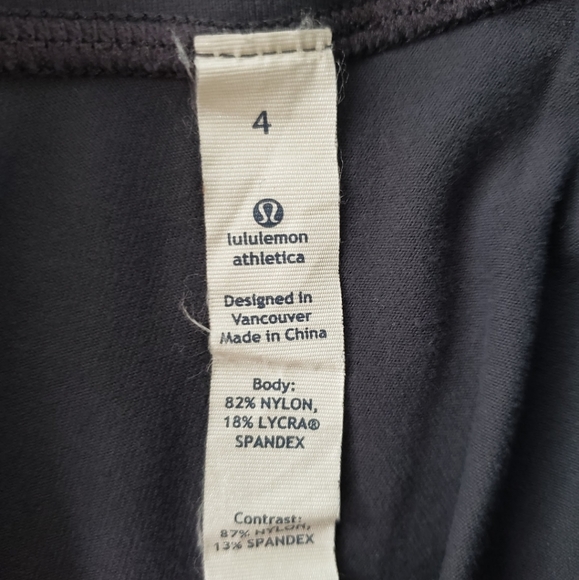 4
lululemon
athletica
Designed in
Vancouver
Made in China
Body:
82% NYLON,
18% LYCRA®
SPANDEX
Contrast:
87% NYLON,
13% SPANDEX